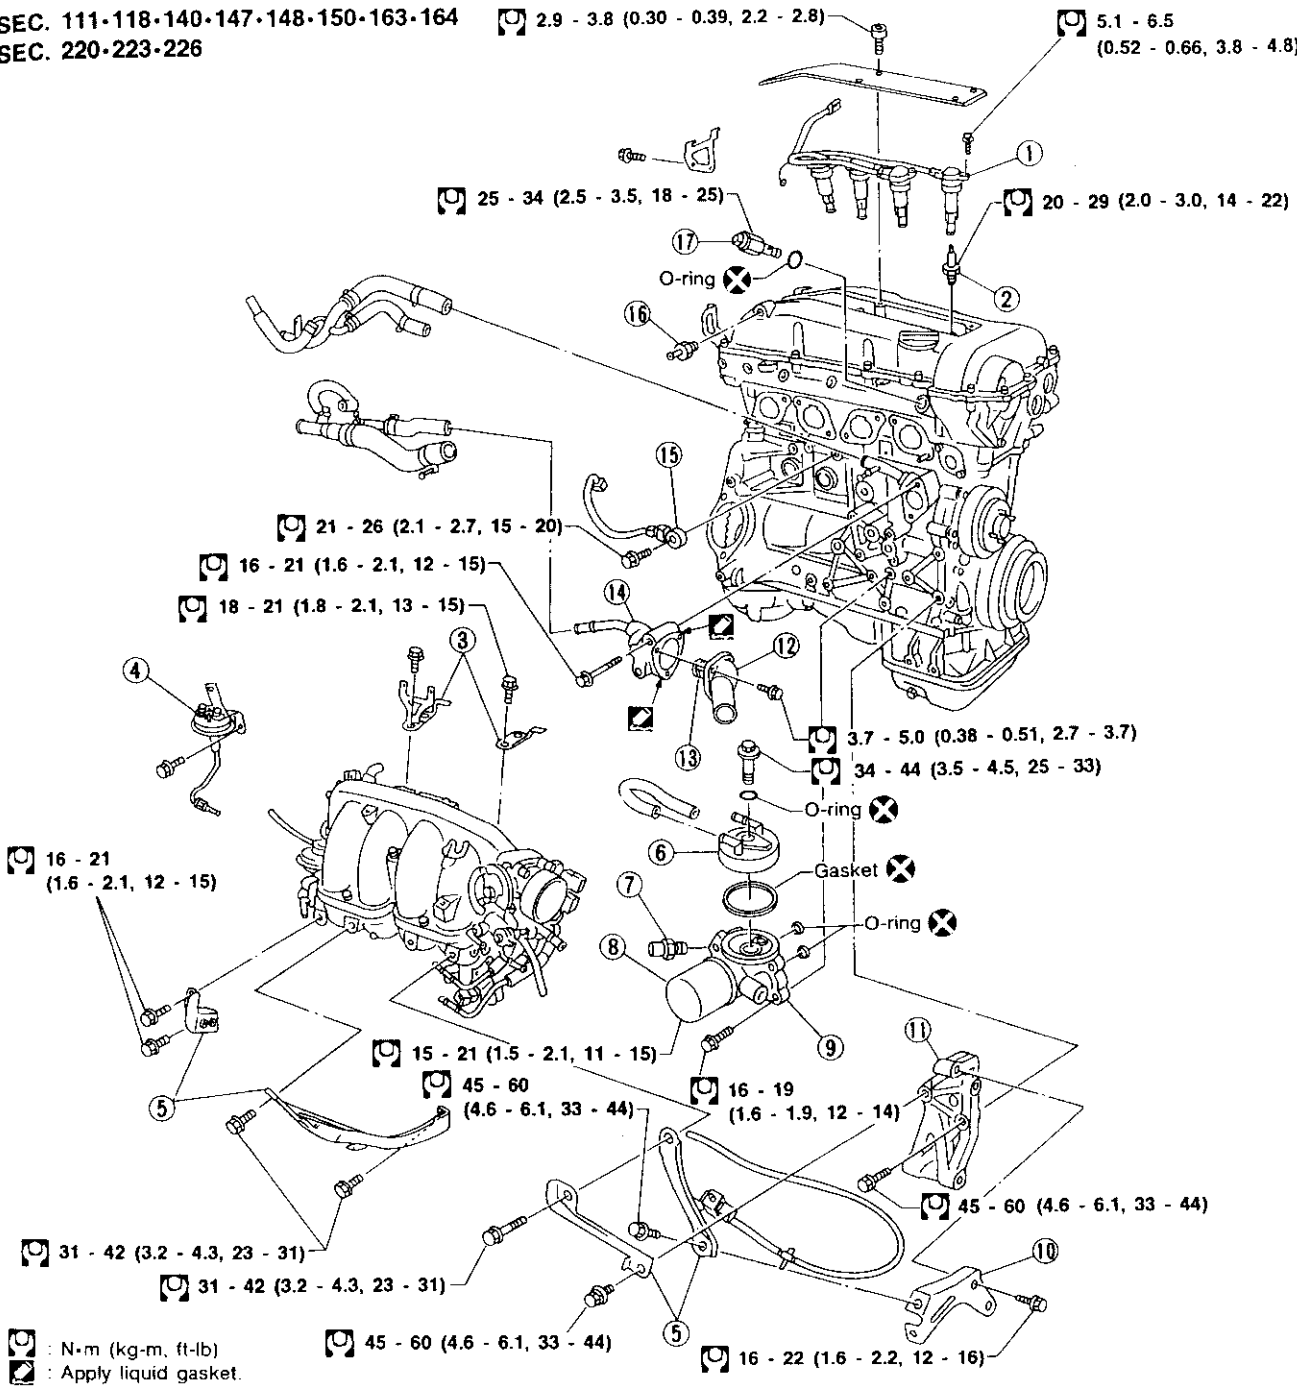 SEC. 111·118·140·147·148·150·163·164
SEC. 220·223·226
2.9 - 3.8 (0.30 - 0.39, 2.2 - 2.8)
5.1 - 6.5
(0.52 - 0.66, 3.8 - 4.8)
1
25 - 34 (2.5 - 3.5, 18 - 25)
20 - 29 (2.0 - 3.0, 14 - 22)
17
O-ring
2
16
15
21 - 26 (2.1 - 2.7, 15 - 20)
16 - 21 (1.6 - 2.1, 12 - 15)
14
18 - 21 (1.8 - 2.1, 13 - 15)
3
12
4
13
3.7 - 5.0 (0.38 - 0.51, 2.7 - 3.7)
34 - 44 (3.5 - 4.5, 25 - 33)
O-ring
6
16 - 21
(1.6 - 2.1, 12 - 15)
Gasket
7
O-ring
8
9
11
15 - 21 (1.5 - 2.1, 11 - 15)
5
45 - 60
(4.6 - 6.1, 33 - 44)
16 - 19
(1.6 - 1.9, 12 - 14)
45 - 60 (4.6 - 6.1, 33 - 44)
31 - 42 (3.2 - 4.3, 23 - 31)
10
31 - 42 (3.2 - 4.3, 23 - 31)
5
45 - 60 (4.6 - 6.1, 33 - 44)
16 - 22 (1.6 - 2.2, 12 - 16)
: N·m (kg-m, ft-lb)
: Apply liquid gasket.